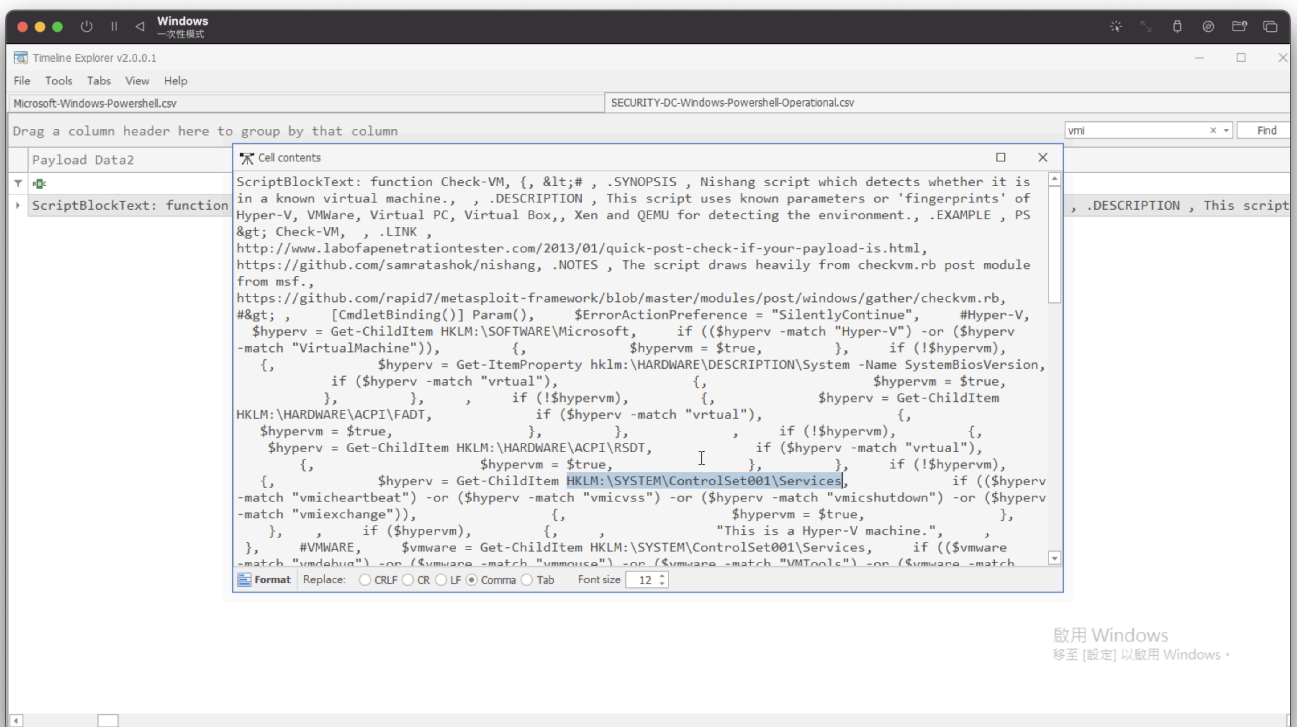 Windows
一次性模式
Timeline Explorer v2.0.0.1
File Tools Tabs View Help
Microsoft-Windows-Powershell.csv
SECURITY-DC-Windows-Powershell-Operational.csv
Drag a column header here to group by that column
vmi
Find
Payload Data2
ScriptBlockText: function
, .DESCRIPTION , This script
Cell contents
ScriptBlockText: function Check-VM, {, &lt;# , .SYNOPSIS , Nishang script which detects whether it is
in a known virtual machine., , .DESCRIPTION , This script uses known parameters or 'fingerprints' of
Hyper-V, VMWare, Virtual PC, Virtual Box,, Xen and QEMU for detecting the environment., .EXAMPLE , PS
&gt; Check-VM, , .LINK ,
http://www.labofapenetrationtester.com/2013/01/quick-post-check-if-your-payload-is.html,
https://github.com/samratashok/nishang, .NOTES , The script draws heavily from checkvm.rb post module
from msf.,
https://github.com/rapid7/metasploit-framework/blob/master/modules/post/windows/gather/checkvm.rb,
#&gt; , [CmdletBinding()] Param(), $ErrorActionPreference = "SilentlyContinue", #Hyper-V,
$hyperv = Get-ChildItem HKLM:\SOFTWARE\Microsoft, if (($hyperv -match "Hyper-V") -or ($hyperv
-match "VirtualMachine")), {, $hypervm = $true, }, if (!$hypervm),
{, $hyperv = Get-ItemProperty hklm:\HARDWARE\DESCRIPTION\System -Name SystemBiosVersion,
if ($hyperv -match "vrtual"), {, $hypervm = $true,
}, }, , if (!$hypervm), {, $hyperv = Get-ChildItem
HKLM:\HARDWARE\ACPI\FADT, if ($hyperv -match "vrtual"), {,
$hypervm = $true, }, }, , if (!$hypervm), {,
$hyperv = Get-ChildItem HKLM:\HARDWARE\ACPI\RSDT, if ($hyperv -match "vrtual"),
{, $hypervm = $true, }, }, if (!$hypervm),
{, $hyperv = Get-ChildItem HKLM:\SYSTEM\ControlSet001\Services, if (($hyperv
-match "vmicheartbeat") -or ($hyperv -match "vmicvss") -or ($hyperv -match "vmicshutdown") -or ($hyperv
-match "vmiexchange")), {, $hypervm = $true, },
}, , if ($hypervm), {, , "This is a Hyper-V machine.", ,
}, #VMWARE, $vmware = Get-ChildItem HKLM:\SYSTEM\ControlSet001\Services, if (($vmware
-match "vmdebug") -or ($vmware -match "vmmouse") -or ($vmware -match "VMTools") -or ($vmware -match
Format Replace: CRLF CR LF Comma Tab Font size 12
啟用 Windows
移至 [設定] 以啟用 Windows。